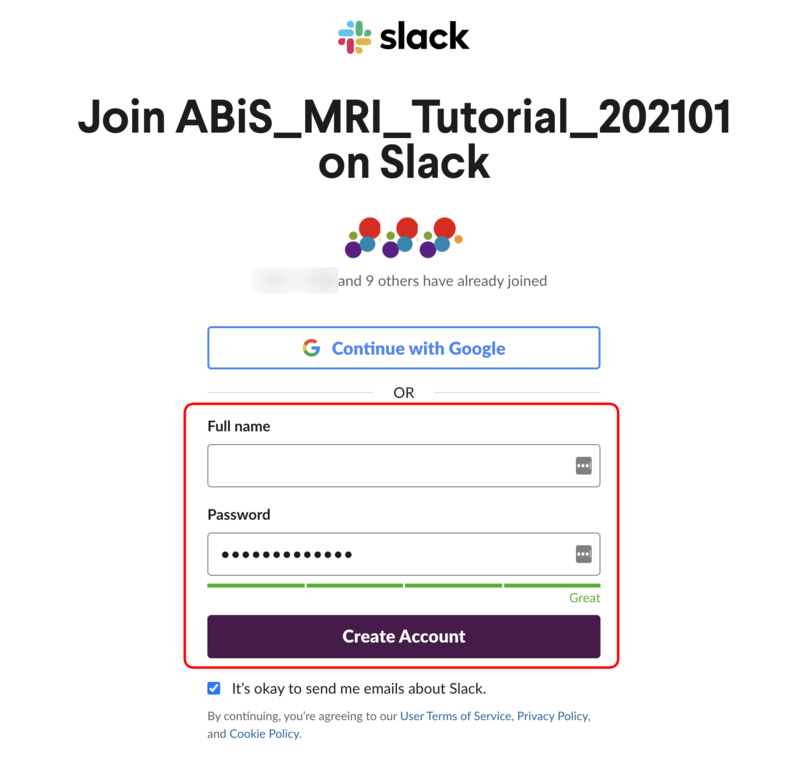 slack
Join ABiS_MRI_Tutorial_202101
on Slack
and 9 others have already joined
Continue with Google
OR
Full name
Password
Great
Create Account
It's okay to send me emails about Slack.
By continuing, you're agreeing to our User Terms of Service, Privacy Policy,
and Cookie Policy.